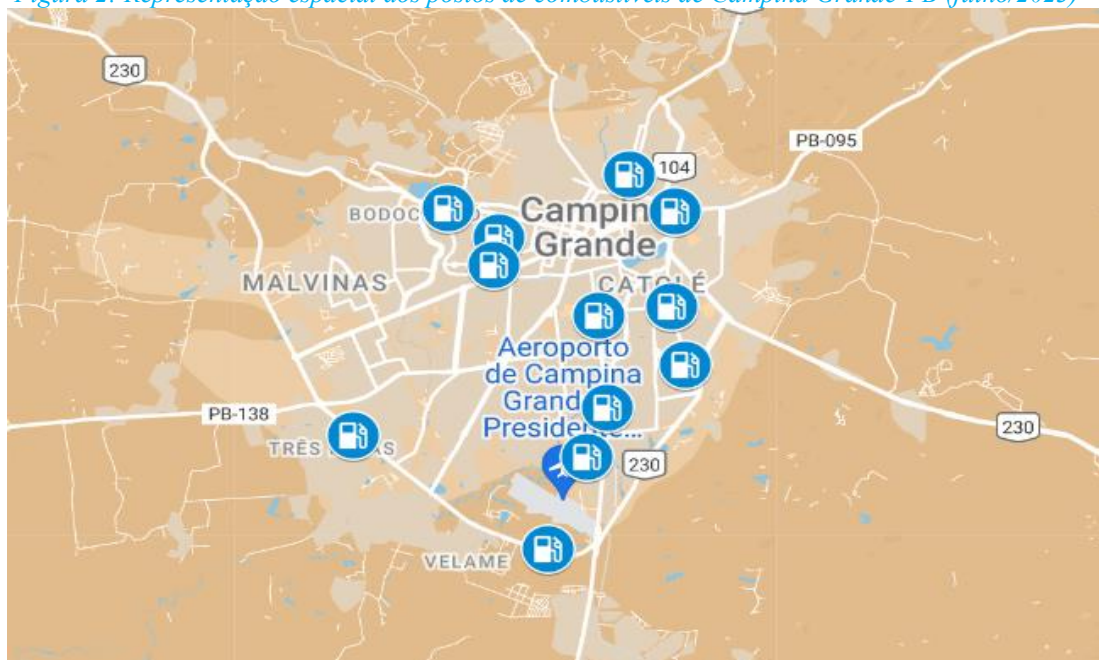 Figura 2: Representação espacial dos postos de combustíveis de Campina Grande-PB (julho/2023)
230
PB-095
104
BODOC
Campin
Grande
MALVINAS
CATOLÉ
Aeroporto
de Campina
Grand
Presidente...
PB-138
TRÊS
230
230
VELAME